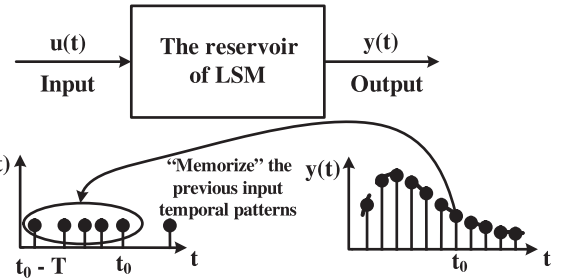 u(t)
Input
The reservoir
of LSM
y(t)
Output
t)
"Memorize" the
previous input
temporal patterns
y(t)
t₀ - T
t₀
t
t₀
t